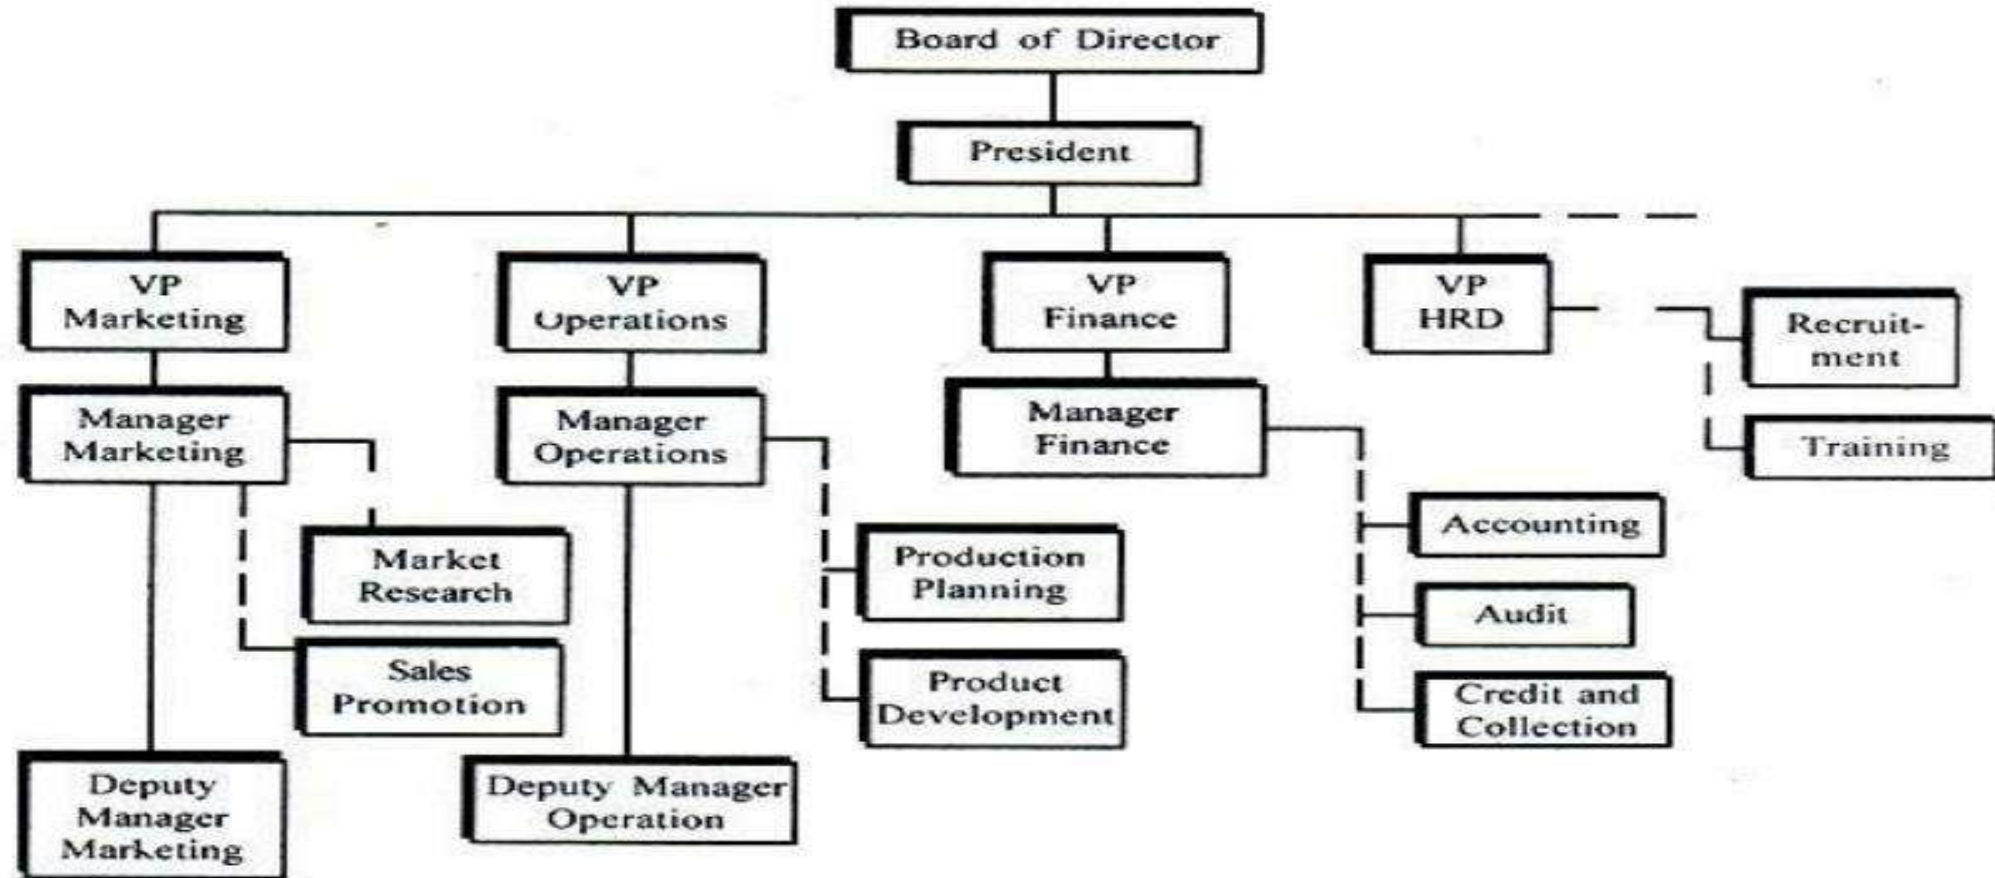 Board of Director
President
VP
Marketing
VP
Operations
VP
Finance
VP
HRD
Recruit-
ment
Training
Manager
Marketing
Manager
Operations
Manager
Finance
Market
Research
Sales
Promotion
Production
Planning
Product
Development
Accounting
Audit
Credit and
Collection
Deputy
Manager
Marketing
Deputy Manager
Operation